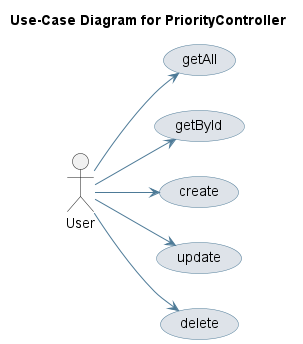 Use-Case Diagram for PriorityController
getAll
getById
create
User
update
delete